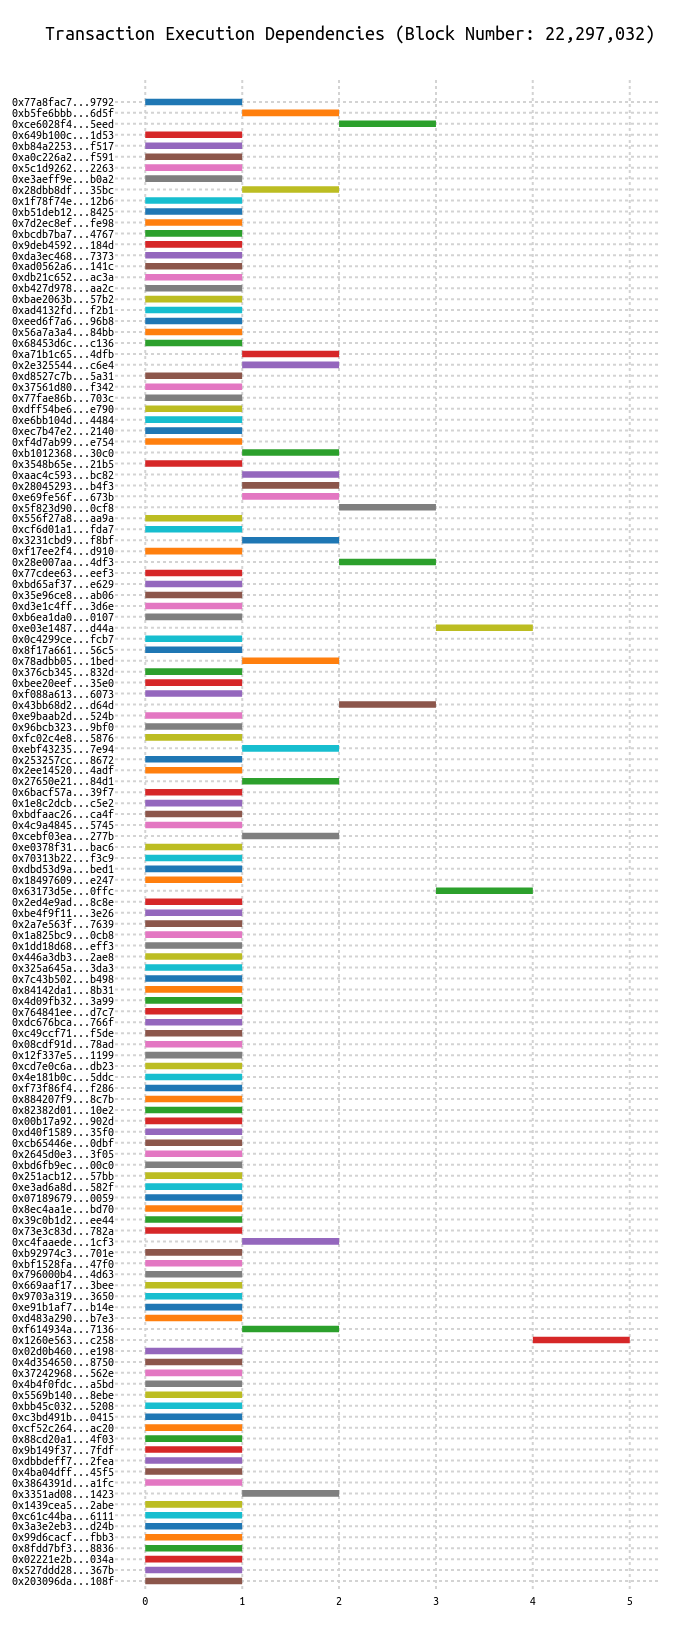 Transaction Execution Dependencies (Block Number: 22,297,032)
0x77a8fac7...9792
0xb5fe6bbb...6d5f
0xce6028f4...5eed
0x649b100c...1d53
0xb84a2253...f517
0xa0c226a2...f591
0x5c1d9262...2263
0xe3aeff9e...b0a2
0x28dbb8df...35bc
0x1f78f74e...12b6
0xb51deb12...8425
0x7d2ec8ef...fe98
0xbcdb7ba7...4767
0x9deb4592...184d
0xda3ec468...7373
0xad0562a6...141c
0xdb21c652...ac3a
0xb427d978...aa2c
0xbae2063b...57b2
0xad4132fd...f2b1
0xeed6f7a6...96b8
0x56a7a3a4...84bb
0x68453d6c...c136
0xa71b1c65...4dfb
0x2e325544...c6e4
0xd8527c7b...5a31
0x37561d80...f342
0x77fae86b...703c
0xdff54be6...e790
0xe6bb104d...4484
0xec7b47e2...2140
0xf4d7ab99...e754
0xb1012368...30c0
0x3548b65e...21b5
0xaac4c593...bc82
0x28045293...b4f3
0xe69fe56f...673b
0x5f823d90...0cf8
0x556f27a8...aa9a
0xcf6d01a1...fda7
0x3231cbd9...f8bf
0xf17ee2f4...d910
0x28e007aa...4df3
0x77cdee63...eef3
0xbd65af37...e629
0x35e96ce8...ab06
0xd3e1c4ff...3d6e
0xb6ea1da0...0107
0xe03e1487...d44a
0x0c4299ce...fcb7
0x8f17a661...56c5
0x78adbb05...1bed
0x376cb345...832d
0xbee20eef...35e0
0xf088a613...6073
0x43bb68d2...d64d
0xe9baab2d...524b
0x96bcb323...9bf0
0xfc02c4e8...5876
0xebf43235...7e94
0x253257cc...8672
0x2ee14520...4adf
0x27650e21...84d1
0x6bacf57a...39f7
0x1e8c2dcb...c5e2
0xbdfaac26...ca4f
0x4c9a4845...5745
0xcebf03ea...277b
0xe0378f31...bac6
0x70313b22...f3c9
0xdbd53d9a...bed1
0x18497609...e247
0x63173d5e...0ffc
0x2ed4e9ad...8c8e
0xbe4f9f11...3e26
0x2a7e563f...7639
0x1a825bc9...0cb8
0x1dd18d68...eff3
0x446a3db3...2ae8
0x325a645a...3da3
0x7c43b502...b498
0x84142da1...8b31
0x4d09fb32...3a99
0x764841ee...d7c7
0xdc676bca...766f
0xc49ccf71...f5de
0x08cdf91d...78ad
0x12f337e5...1199
0xcd7e0c6a...db23
0x4e181b0c...5ddc
0xf73f86f4...f286
0x884207f9...8c7b
0x82382d01...10e2
0x00b17a92...902d
0xd40f1589...35f0
0xcb65446e...0dbf
0x2645d0e3...3f05
0xbd6fb9ec...00c0
0x251acb12...57bb
0xe3ad6a8d...582f
0x07189679...0059
0x8ec4aa1e...bd70
0x39c0b1d2...ee44
0x73e3c83d...782a
0xc4faaede...1cf3
0xb92974c3...701e
0xbf1528fa...47f0
0x796000b4...4d63
0x669aaf17...3bee
0x9703a319...3650
0xe91b1af7...b14e
0xd483a290...b7e3
0xf614934a...7136
0x1260e563...c258
0x02d0b460...e198
0x4d354650...8750
0x37242968...562e
0x4b4f0fdc...a5bd
0x5569b140...8ebe
0xbb45c032...5208
0xc3bd491b...0415
0xcf52c264...ac20
0x88cd20a1...4f03
0x9b149f37...7fdf
0xdbbdeff7...2fea
0x4ba04dff...45f5
0x3864391d...a1fc
0x3351ad08...1423
0x1439cea5...2abe
0xc61c44ba...6111
0x3a3e2eb3...d24b
0x99d6cacf...fbb3
0x8fdd7bf3...8836
0x02221e2b...034a
0x527ddd28...367b
0x203096da...108f
0 1 2 3 4 5